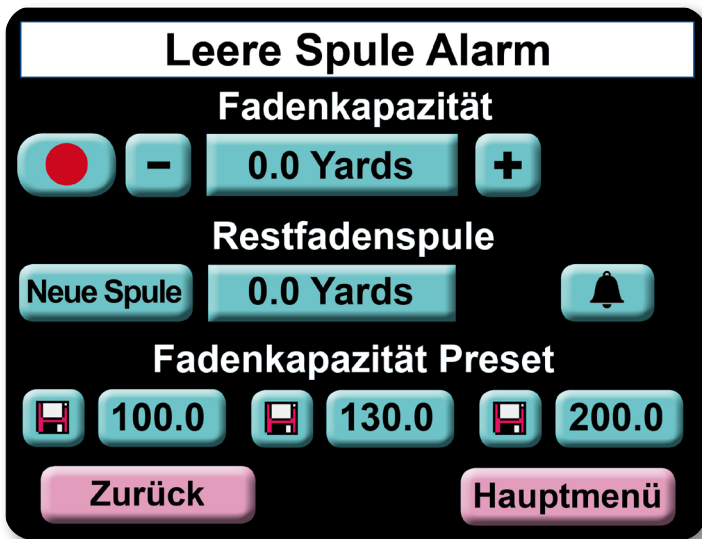 Leere Spule Alarm
Fadenkapazität
- 0.0 Yards +
Restfadenspule
Neue Spule 0.0 Yards
Fadenkapazität Preset
100.0 130.0 200.0
Zurück Hauptmenü